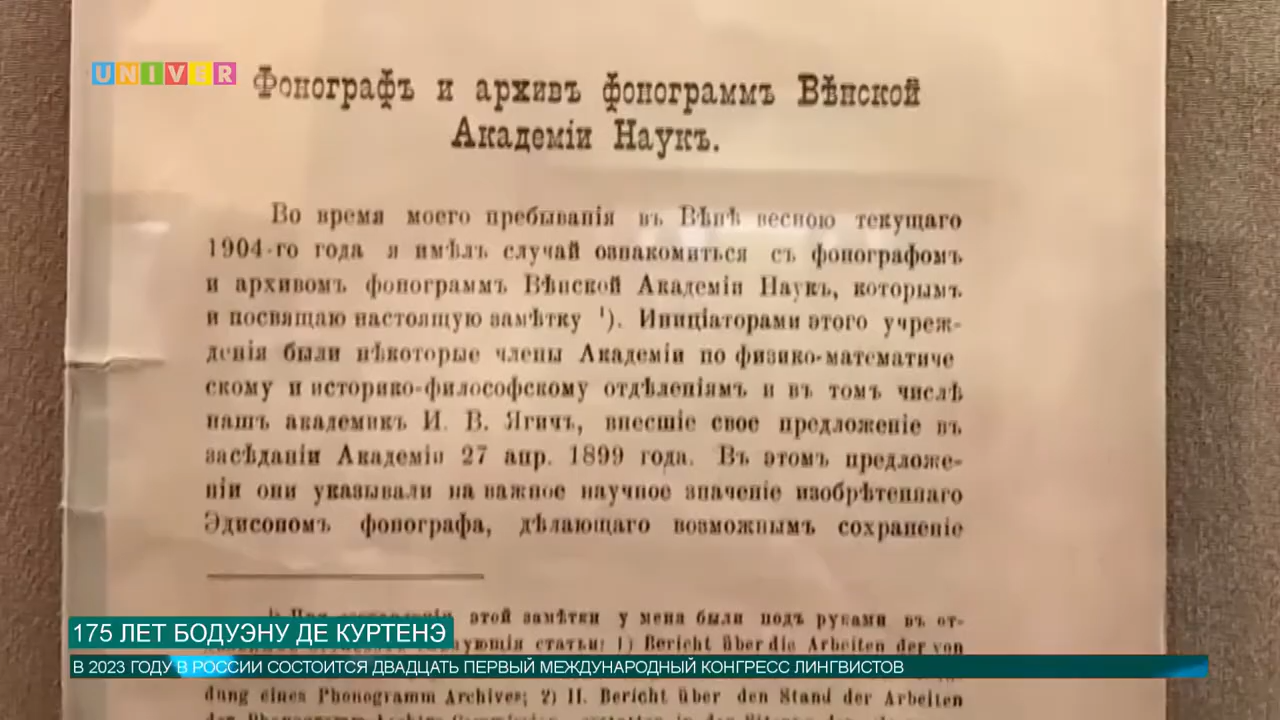 UNIVER
Фонографъ и архивъ фонограммъ Вѣнской
Академіи Наукъ.
Во время моего пребыванія въ Вѣнѣ весною текущаго
1904-го года я имѣлъ случай ознакомиться съ фонографомъ
и архивомъ фонограммъ Вѣнской Академіи Наукъ, которымъ
и посвящаю настоящую замѣтку ¹). Инициаторами этого учреж-
денія были нѣкоторые члены Академіи по физико-математиче
скому и историко-философскому отдѣленіямъ и въ томъ числѣ
нашъ академикъ И. В. Ягичъ, внесшіе свое предложеніе въ
засѣданіи Академіи 27 апр. 1899 года. Въ этомъ предложе-
ніи они указывали на важное научное значеніе изобрѣтеннаго
Эдисономъ фонографа, дѣлающаго возможнымъ сохраненіе
этой замѣтки у меня были подъ руками въ от-
статьи: 1) Bericht über die Arbeiten der von
175 ЛЕТ БОДУЭНУ ДЕ КУРТЕНЭ
В 2023 ГОДУ В РОССИИ СОСТОИТСЯ ДВАДЦАТЬ ПЕРВЫЙ МЕЖДУНАРОДНЫЙ КОНГРЕСС ЛИНГВИСТОВ
dung eines Phonogramm Archives; 2) II. Bericht über den Stand der Arbeiten